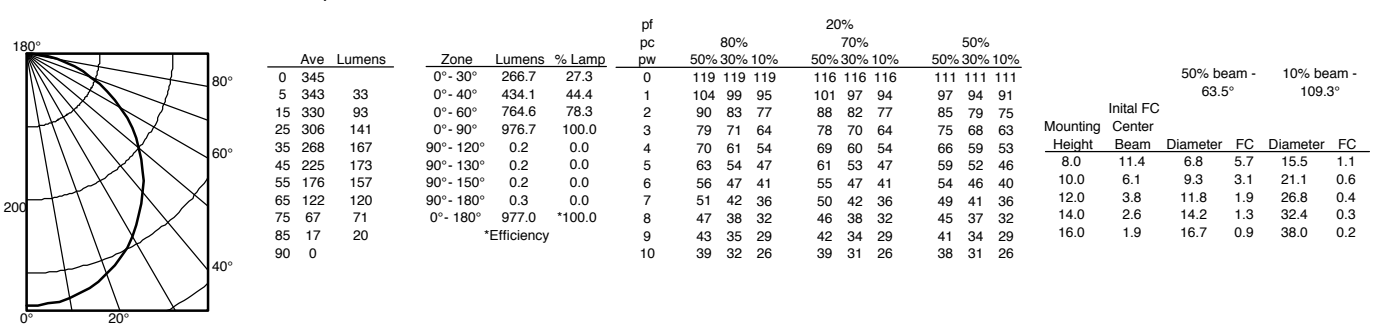 180°
80°
60°
200
40°
0° 20°
Ave Lumens
0 345
5 343 33
15 330 93
25 306 141
35 268 167
45 225 173
55 176 157
65 122 120
75 67 71
85 17 20
90 0
Zone Lumens % Lamp
0°- 30° 266.7 27.3
0°- 40° 434.1 44.4
0°- 60° 764.6 78.3
0°- 90° 976.7 100.0
90°- 120° 0.2 0.0
90°- 130° 0.2 0.0
90°- 150° 0.2 0.0
90°- 180° 0.3 0.0
0°- 180° 977.0 *100.0
*Efficiency
pf 20%
pc 80% 70% 50%
pw 50% 30% 10% 50% 30% 10% 50% 30% 10%
0 119 119 119 116 116 116 111 111 111
1 104 99 95 101 97 94 97 94 91
2 90 83 77 88 82 77 85 79 75
3 79 71 64 78 70 64 75 68 63
4 70 61 54 69 60 54 66 59 53
5 63 54 47 61 53 47 59 52 46
6 56 47 41 55 47 41 54 46 40
7 51 42 36 50 42 36 49 41 36
8 47 38 32 46 38 32 45 37 32
9 43 35 29 42 34 29 41 34 29
10 39 32 26 39 31 26 38 31 26
50% beam - 10% beam -
63.5° 109.3°
Inital FC
Mounting Center
Height Beam Diameter FC Diameter FC
8.0 11.4 6.8 5.7 15.5 1.1
10.0 6.1 9.3 3.1 21.1 0.6
12.0 3.8 11.8 1.9 26.8 0.4
14.0 2.6 14.2 1.3 32.4 0.3
16.0 1.9 16.7 0.9 38.0 0.2